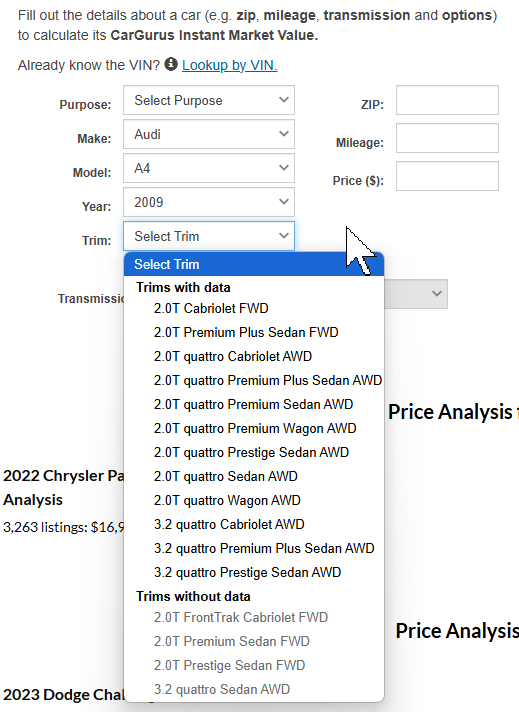 Fill out the details about a car (e.g. zip, mileage, transmission and options)
to calculate its CarGurus Instant Market Value.
Already know the VIN? Lookup by VIN.
Purpose: Select Purpose
ZIP:
Make: Audi
Mileage:
Model: A4
Price ($):
Year: 2009
Trim: Select Trim
Select Trim
Trims with data
Transmissio
2.0T Cabriolet FWD
2.0T Premium Plus Sedan FWD
2.0T quattro Cabriolet AWD
2.0T quattro Premium Plus Sedan AWD
2.0T quattro Premium Sedan AWD
Price Analysis
2.0T quattro Premium Wagon AWD
2.0T quattro Prestige Sedan AWD
2022 Chrysler Pa
2.0T quattro Sedan AWD
Analysis
2.0T quattro Wagon AWD
3,263 listings: $16,9
3.2 quattro Cabriolet AWD
3.2 quattro Premium Plus Sedan AWD
3.2 quattro Prestige Sedan AWD
Trims without data
2.0T FrontTrak Cabriolet FWD
Price Analysis
2.0T Premium Sedan FWD
2.0T Prestige Sedan FWD
3.2 quattro Sedan AWD
2023 Dodge Chal